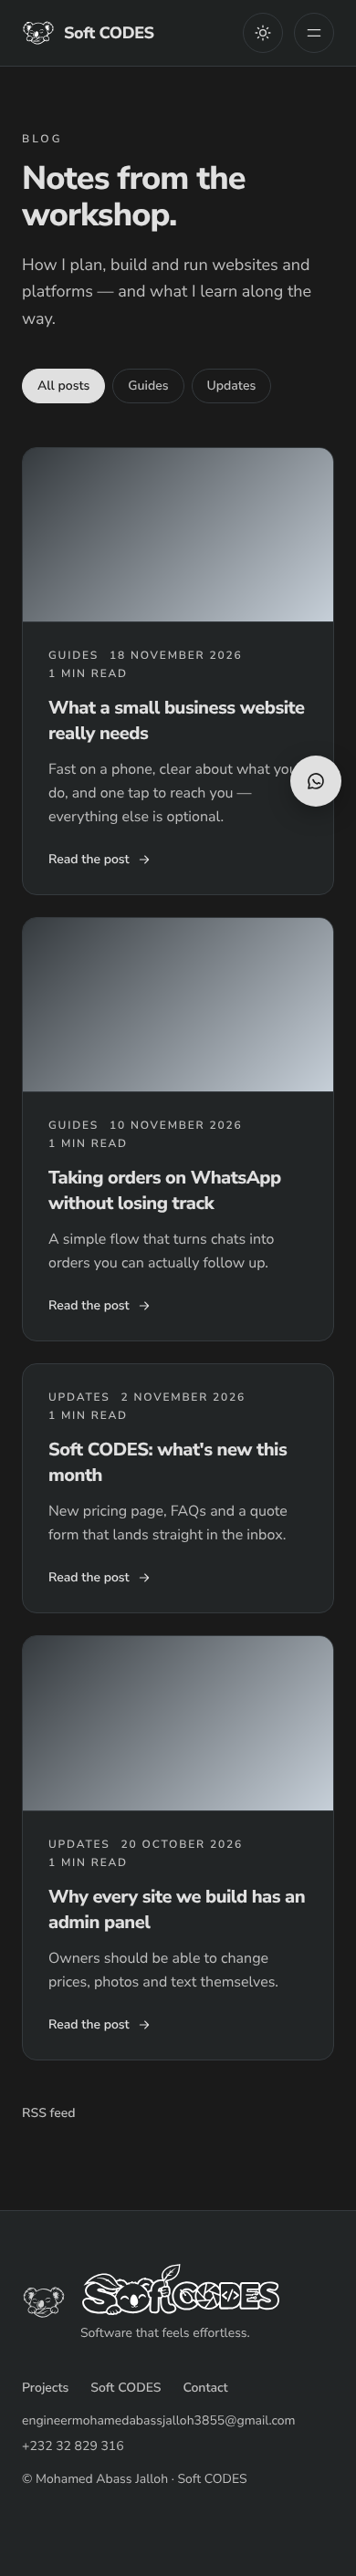 Soft CODES
BLOG
Notes from the
workshop.
How I plan, build and run websites and
platforms — and what I learn along the
way.
All posts Guides Updates
GUIDES 18 NOVEMBER 2026
1 MIN READ
What a small business website
really needs
Fast on a phone, clear about what you
do, and one tap to reach you —
everything else is optional.
Read the post →
GUIDES 10 NOVEMBER 2026
1 MIN READ
Taking orders on WhatsApp
without losing track
A simple flow that turns chats into
orders you can actually follow up.
Read the post →
UPDATES 2 NOVEMBER 2026
1 MIN READ
Soft CODES: what's new this
month
New pricing page, FAQs and a quote
form that lands straight in the inbox.
Read the post →
UPDATES 20 OCTOBER 2026
1 MIN READ
Why every site we build has an
admin panel
Owners should be able to change
prices, photos and text themselves.
Read the post →
RSS feed
SoftCODES
Software that feels effortless.
Projects Soft CODES Contact
engineermohamedabassjalloh3855@gmail.com
+232 32 829 316
© Mohamed Abass Jalloh · Soft CODES